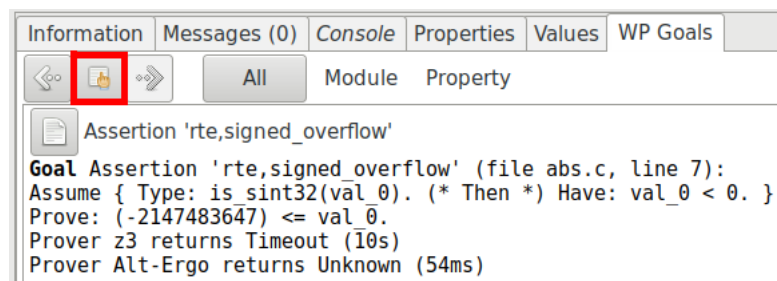 Information Messages (0) Console Properties Values WP Goals
All Module Property
Assertion 'rte,signed_overflow'
Goal Assertion 'rte,signed_overflow' (file abs.c, line 7):
Assume { Type: is_sint32(val_0). (* Then *) Have: val_0 < 0. }
Prove: (-2147483647) <= val_0.
Prover z3 returns Timeout (10s)
Prover Alt-Ergo returns Unknown (54ms)